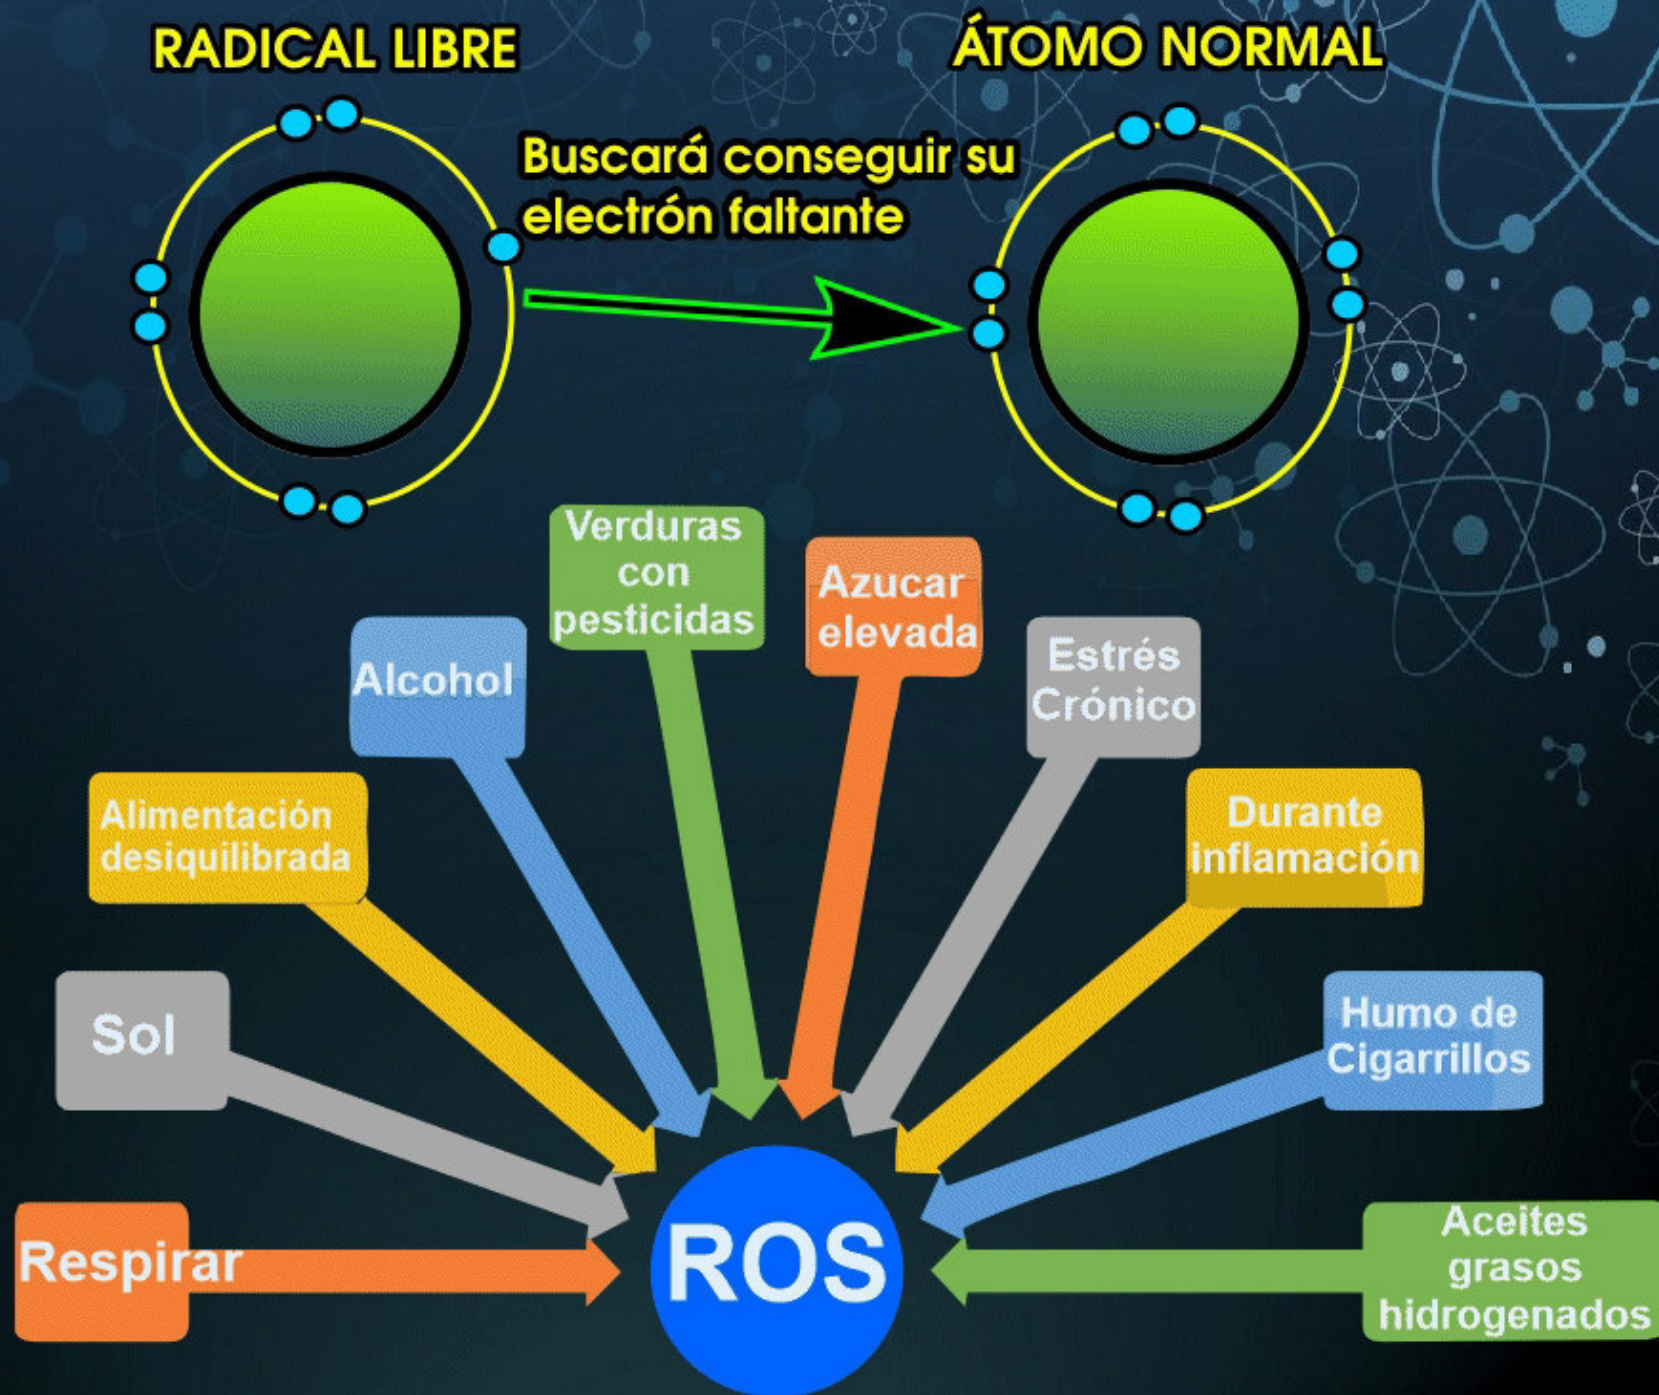 RADICAL LIBRE
ÁTOMO NORMAL
Buscará conseguir su
electrón faltante
Verduras
con
pesticidas
Azucar
elevada
Alcohol
Estrés
Crónico
Alimentación
desiquilibrada
Durante
inflamación
Sol
Humo de
Cigarrillos
Respirar
ROS
Aceites
grasos
hidrogenados